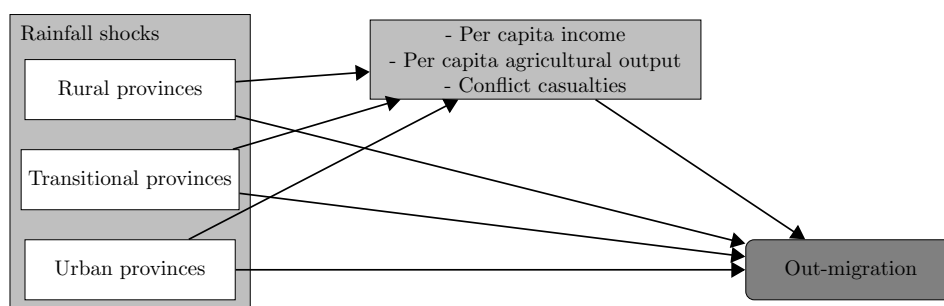 Rainfall shocks
Rural provinces
Transitional provinces
Urban provinces
- Per capita income
- Per capita agricultural output
- Conflict casualties
Out-migration